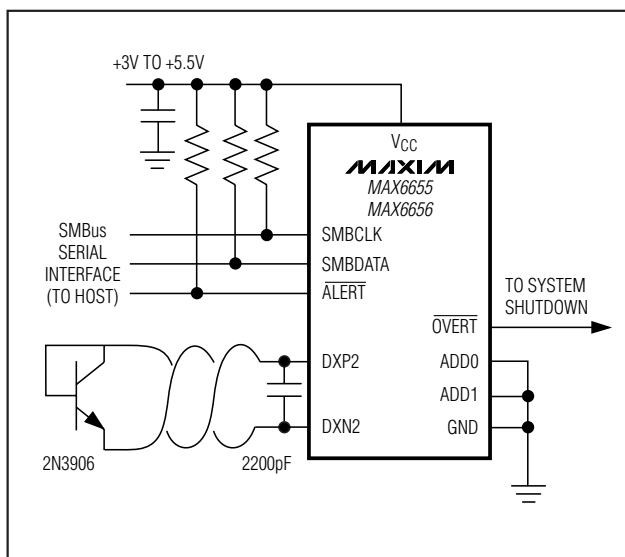 +3V TO +5.5V
VCC
MAXIM
MAX6655
MAX6656
SMBus
SERIAL
INTERFACE
(TO HOST)
SMBCLK
SMBDATA
ALERT
TO SYSTEM
SHUTDOWN
OVERT
DXP2
ADD0
ADD1
DXN2
GND
2N3906
2200pF